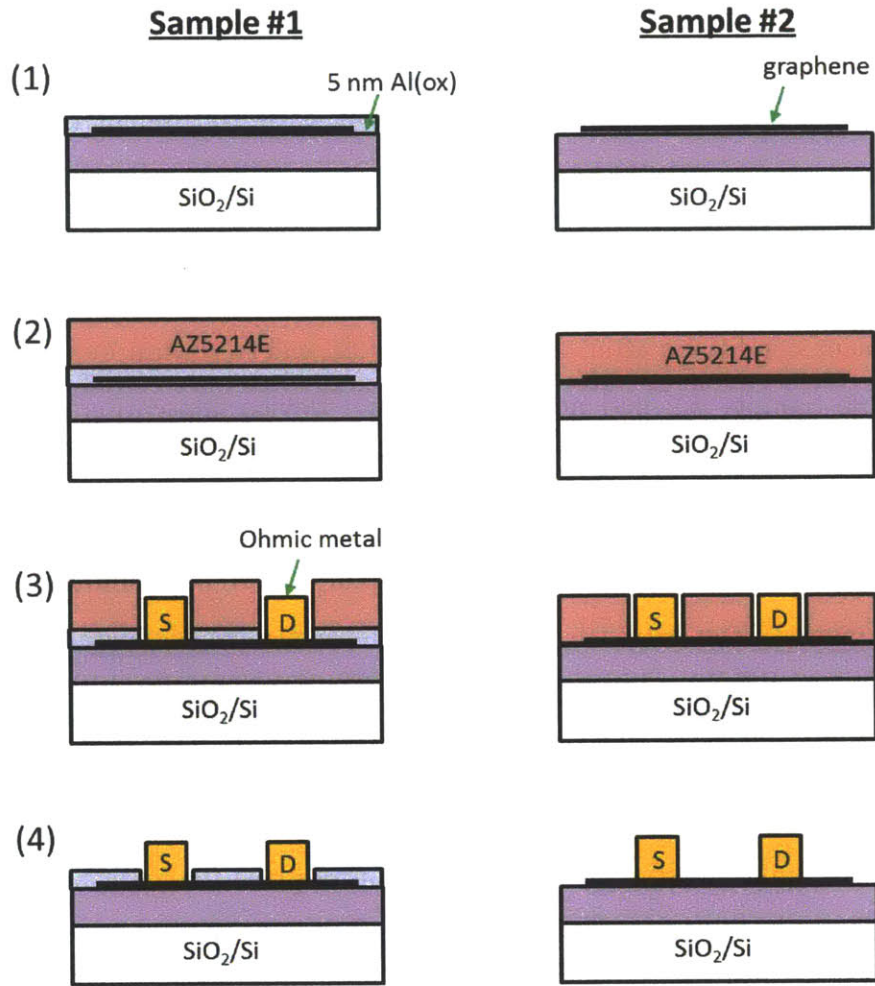 Sample #1
Sample #2
(1)
5 nm Al(ox)
graphene
SiO₂/Si
SiO₂/Si
(2)
AZ5214E
AZ5214E
SiO₂/Si
SiO₂/Si
Ohmic metal
(3)
S D
S D
SiO₂/Si
SiO₂/Si
(4)
S D
S D
SiO₂/Si
SiO₂/Si